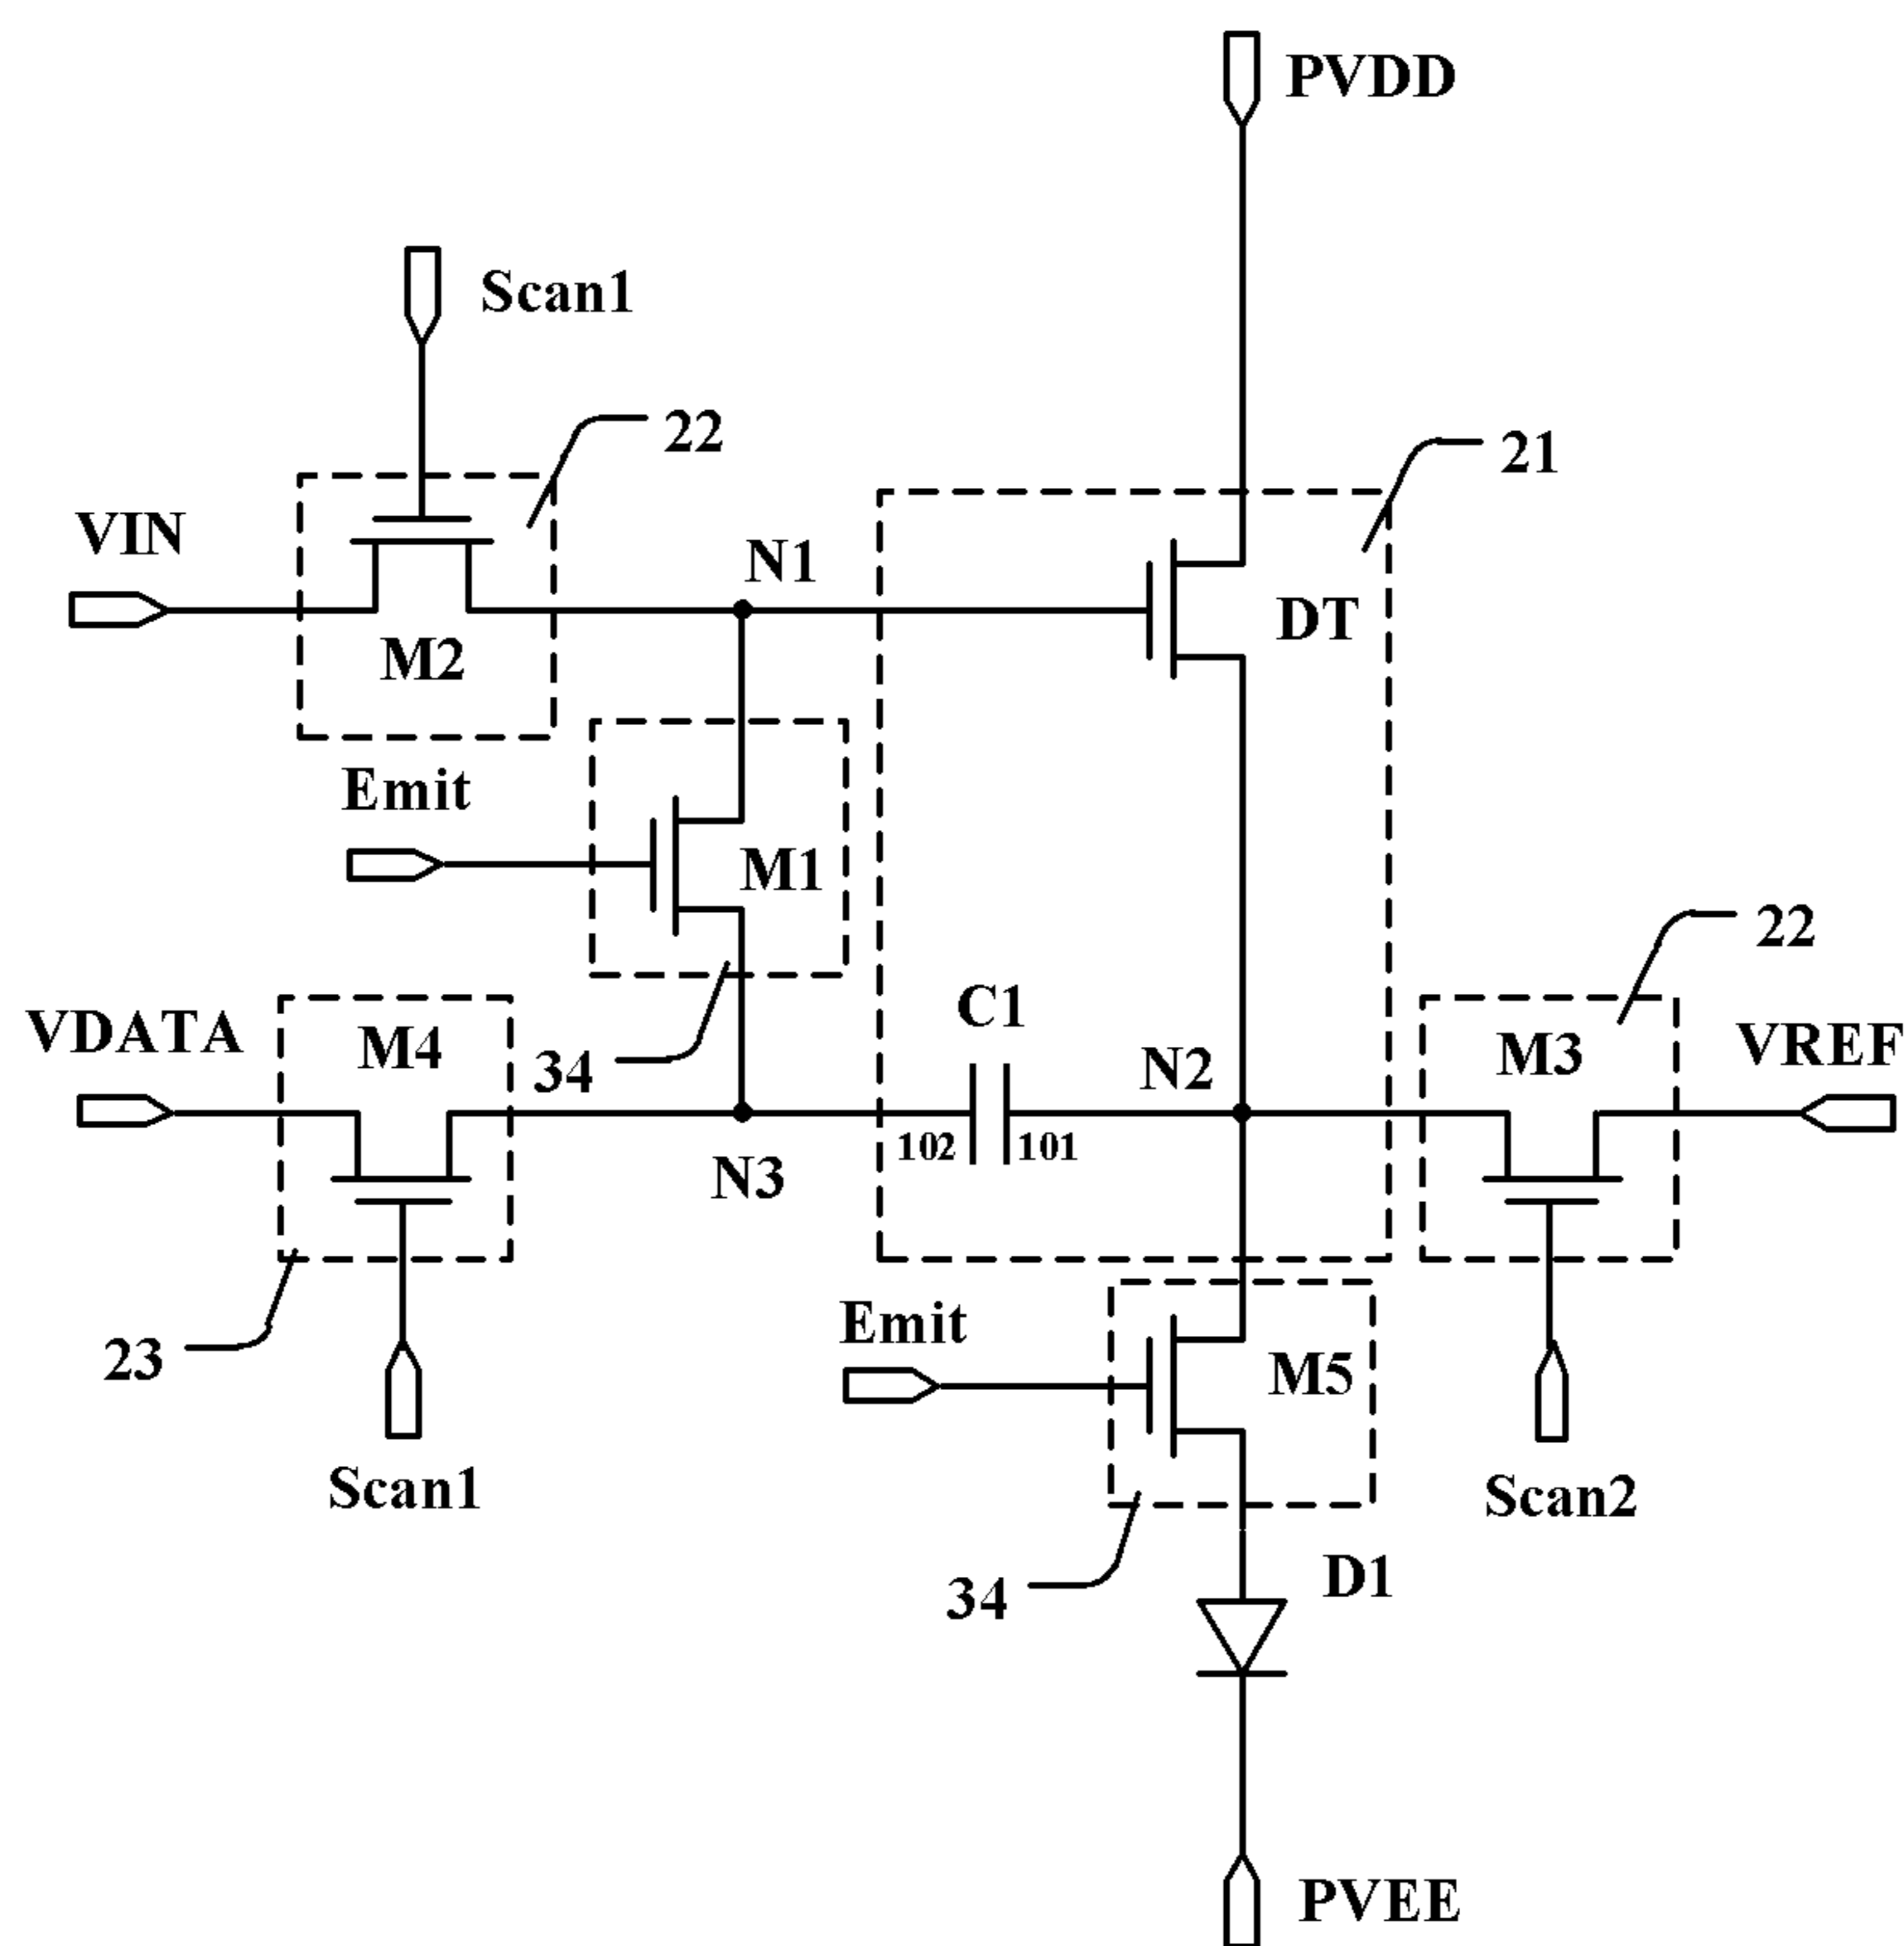 PVDD
Scan1
22
21
VIN
N1
DT
M2
Emit
M1
22
C1
VDATA
M4
34
N2
M3
VREF
102
101
N3
Emit
23
M5
Scan1
Scan2
D1
34
PVEE